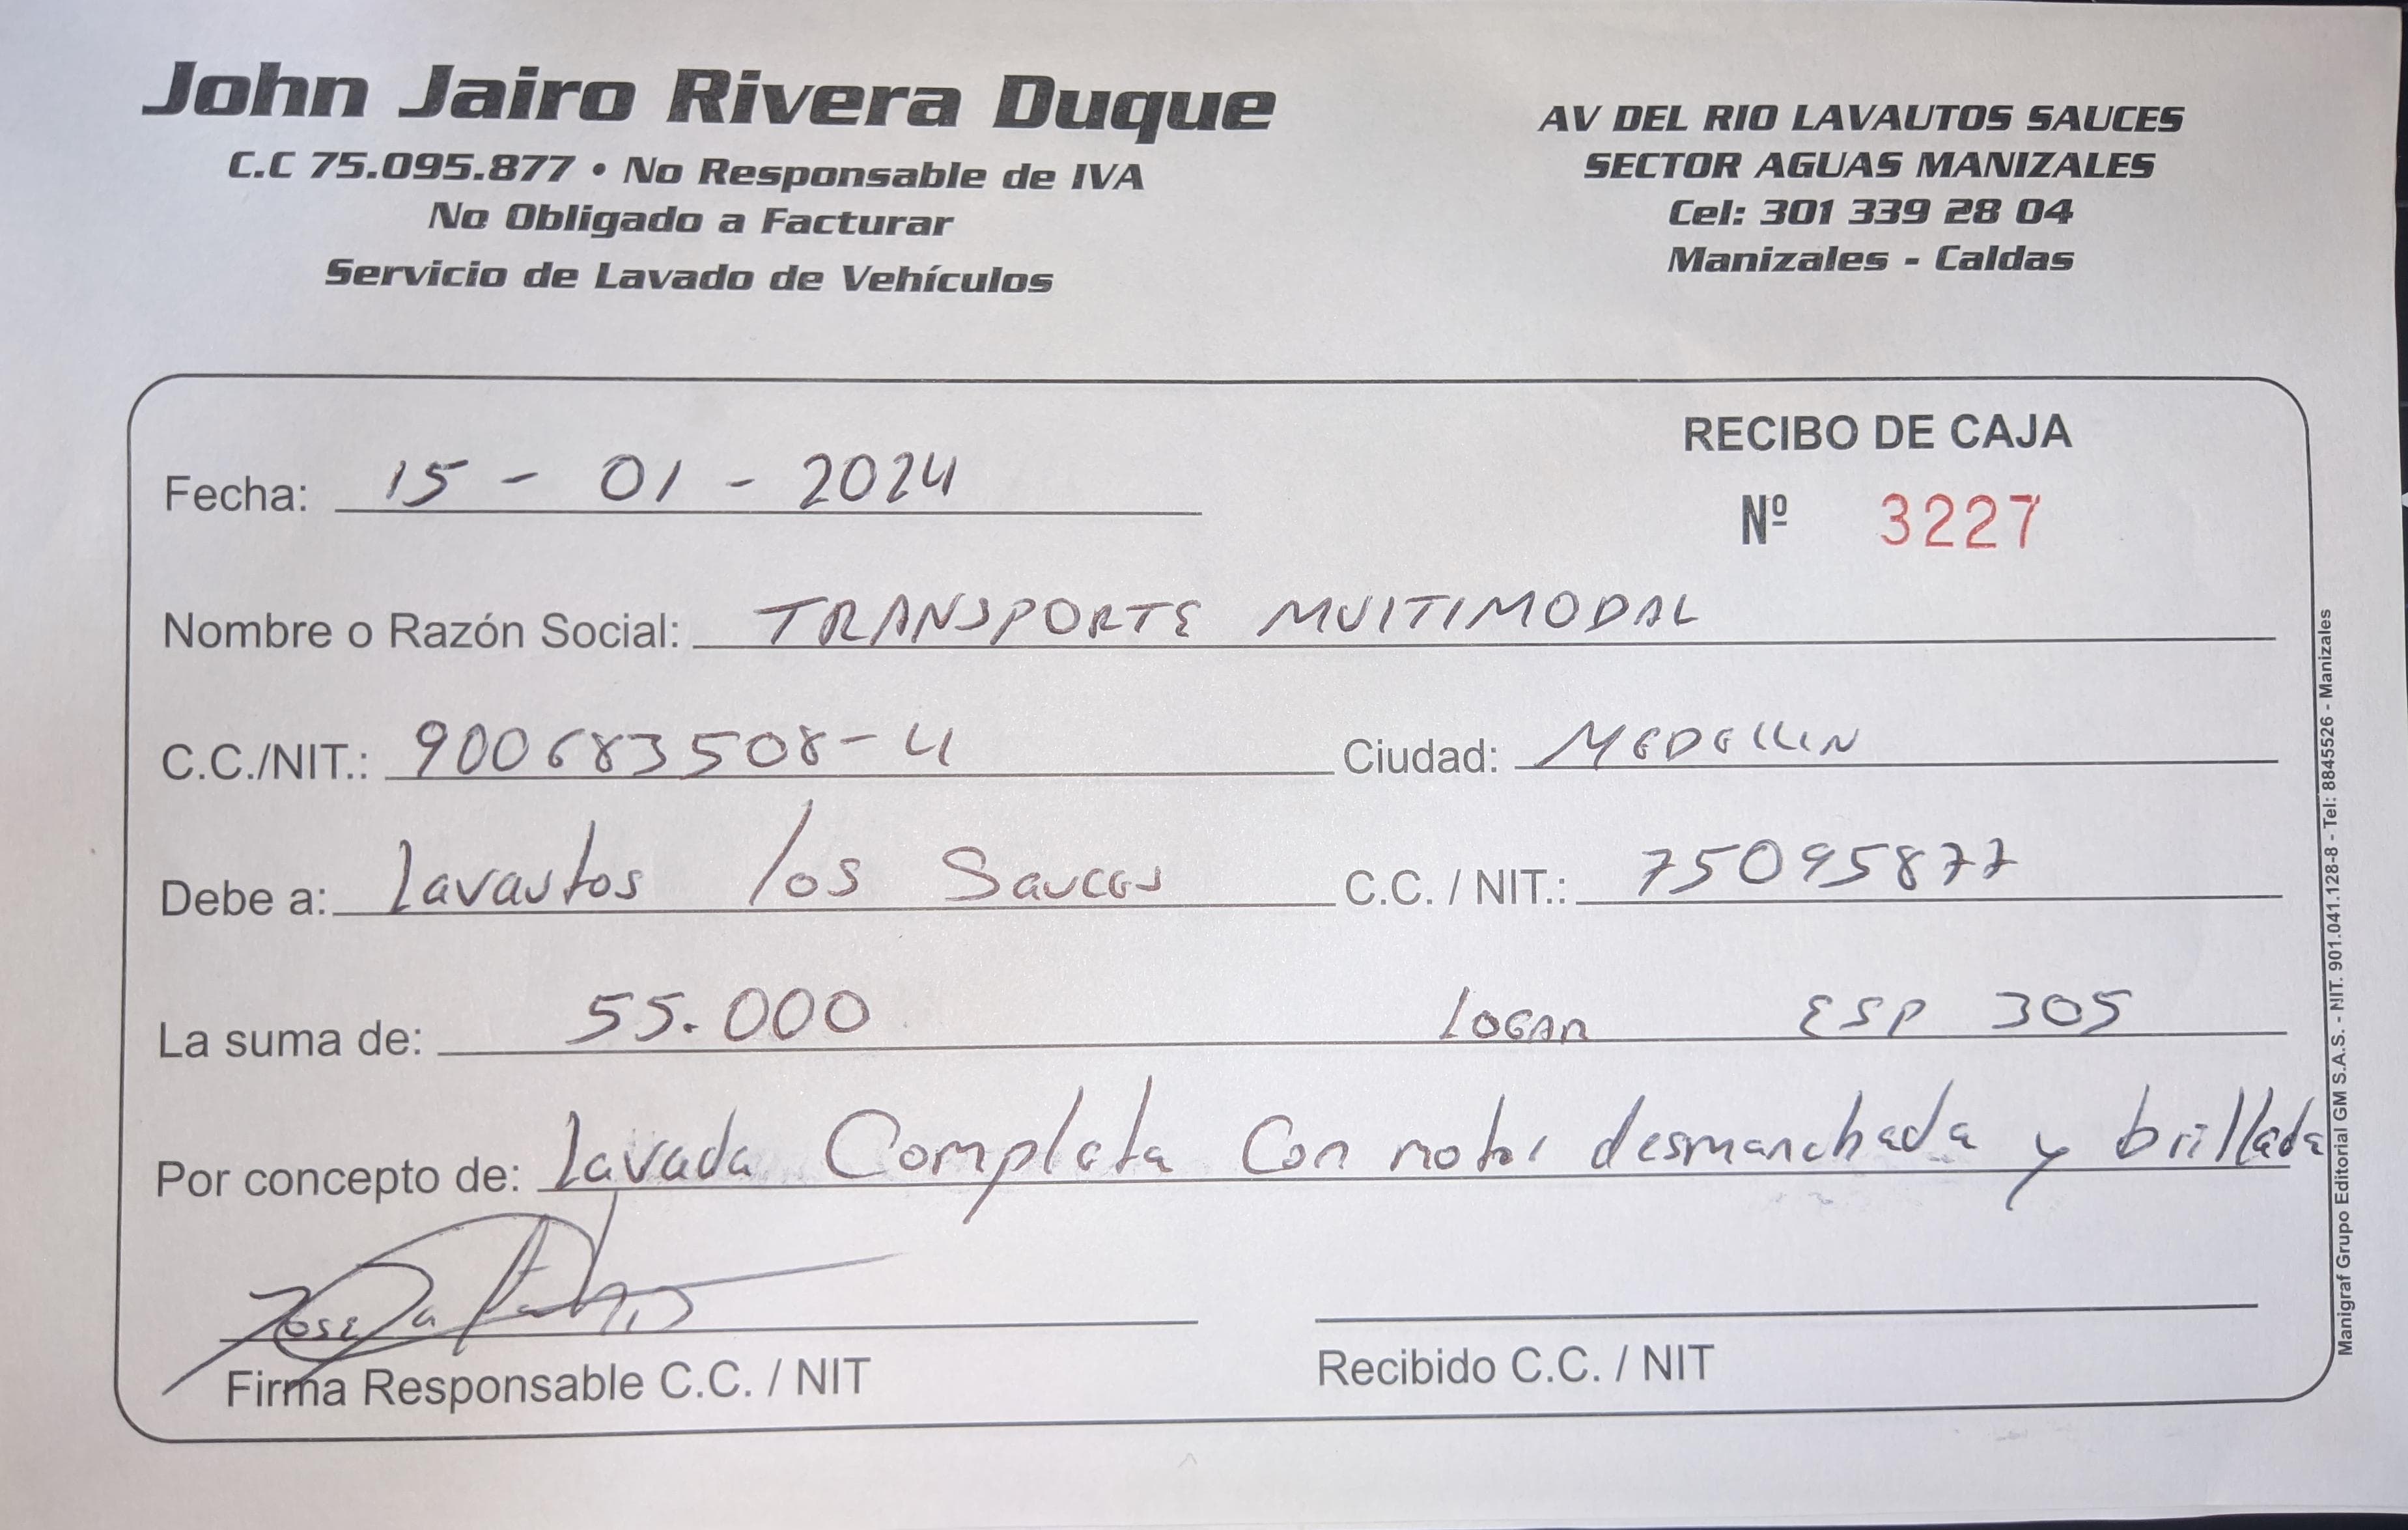 John Jairo Rivera Duque
C.C 75.095.877 • No Responsable de IVA
No Obligado a Facturar
Servicio de Lavado de Vehículos
AV DEL RIO LAVAUTOS SAUCES
SECTOR AGUAS MANIZALES
Cel: 301 339 28 04
Manizales - Caldas
RECIBO DE CAJA
Nº 3227
Fecha: 15 - 01 - 2024
Nombre o Razón Social: TRANSPORTE MULTIMODAL
C.C./NIT.: 900683508-4 Ciudad: MEDELLIN
Debe a: Lavautos los Sauces C.C. / NIT.: 75095877
La suma de: 55.000 LOGAN ESP 305
Por concepto de: Lavada Completa Con motor desmanchada y brillada
Firma Responsable C.C. / NIT
Recibido C.C. / NIT
Manigraf Grupo Editorial GM S.A.S. - NIT. 901.041.128-8 - Tel: 8845526 - Manizales